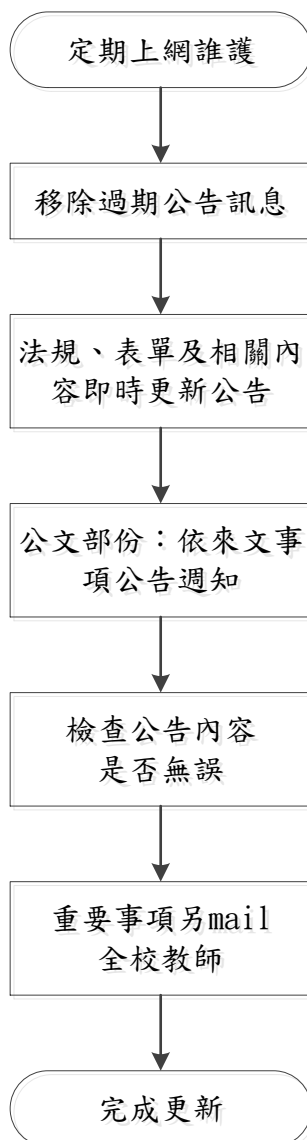 定期上網誰護
移除過期公告訊息
法規、表單及相關內
容即時更新公告
公文部份：依來文事
項公告週知
檢查公告內容
是否無誤
重要事項另mail
全校教師
完成更新